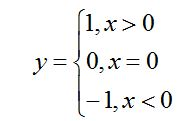 1, x > 0
y = { 0, x = 0
−1, x < 0